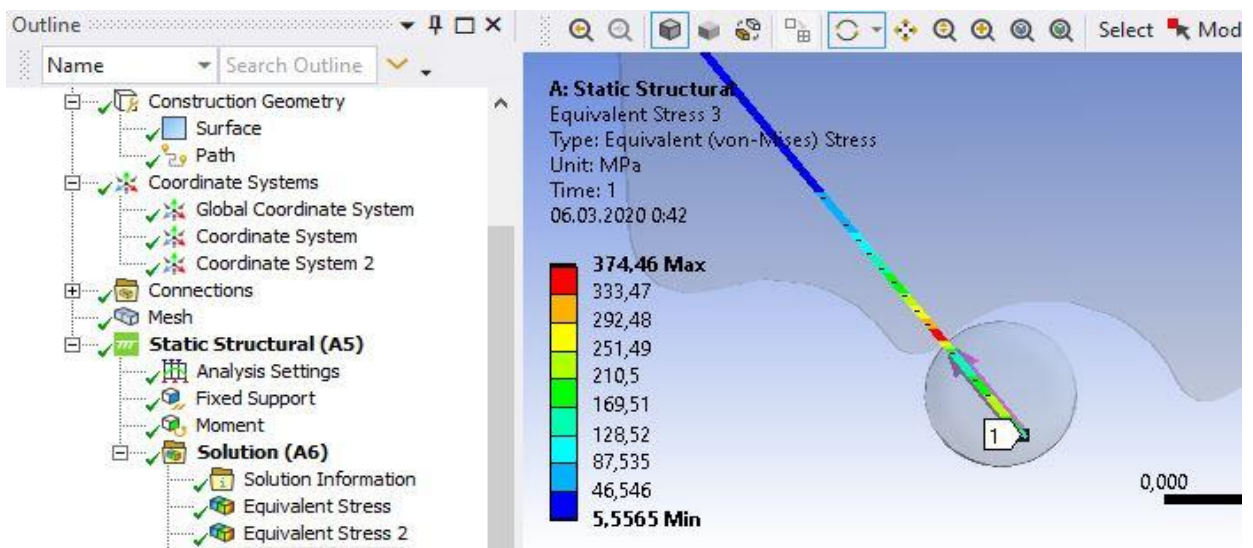 Outline
Name
Search Outline
Construction Geometry
Surface
Path
Coordinate Systems
Global Coordinate System
Coordinate System
Coordinate System 2
Connections
Mesh
Static Structural (A5)
Analysis Settings
Fixed Support
Moment
Solution (A6)
Solution Information
Equivalent Stress
Equivalent Stress 2
Select Mod
A: Static Structural
Equivalent Stress 3
Type: Equivalent (von-Mises) Stress
Unit: MPa
Time: 1
06.03.2020 0:42
374,46 Max
333,47
292,48
251,49
210,5
169,51
128,52
87,535
46,546
5,5565 Min
1
0,000